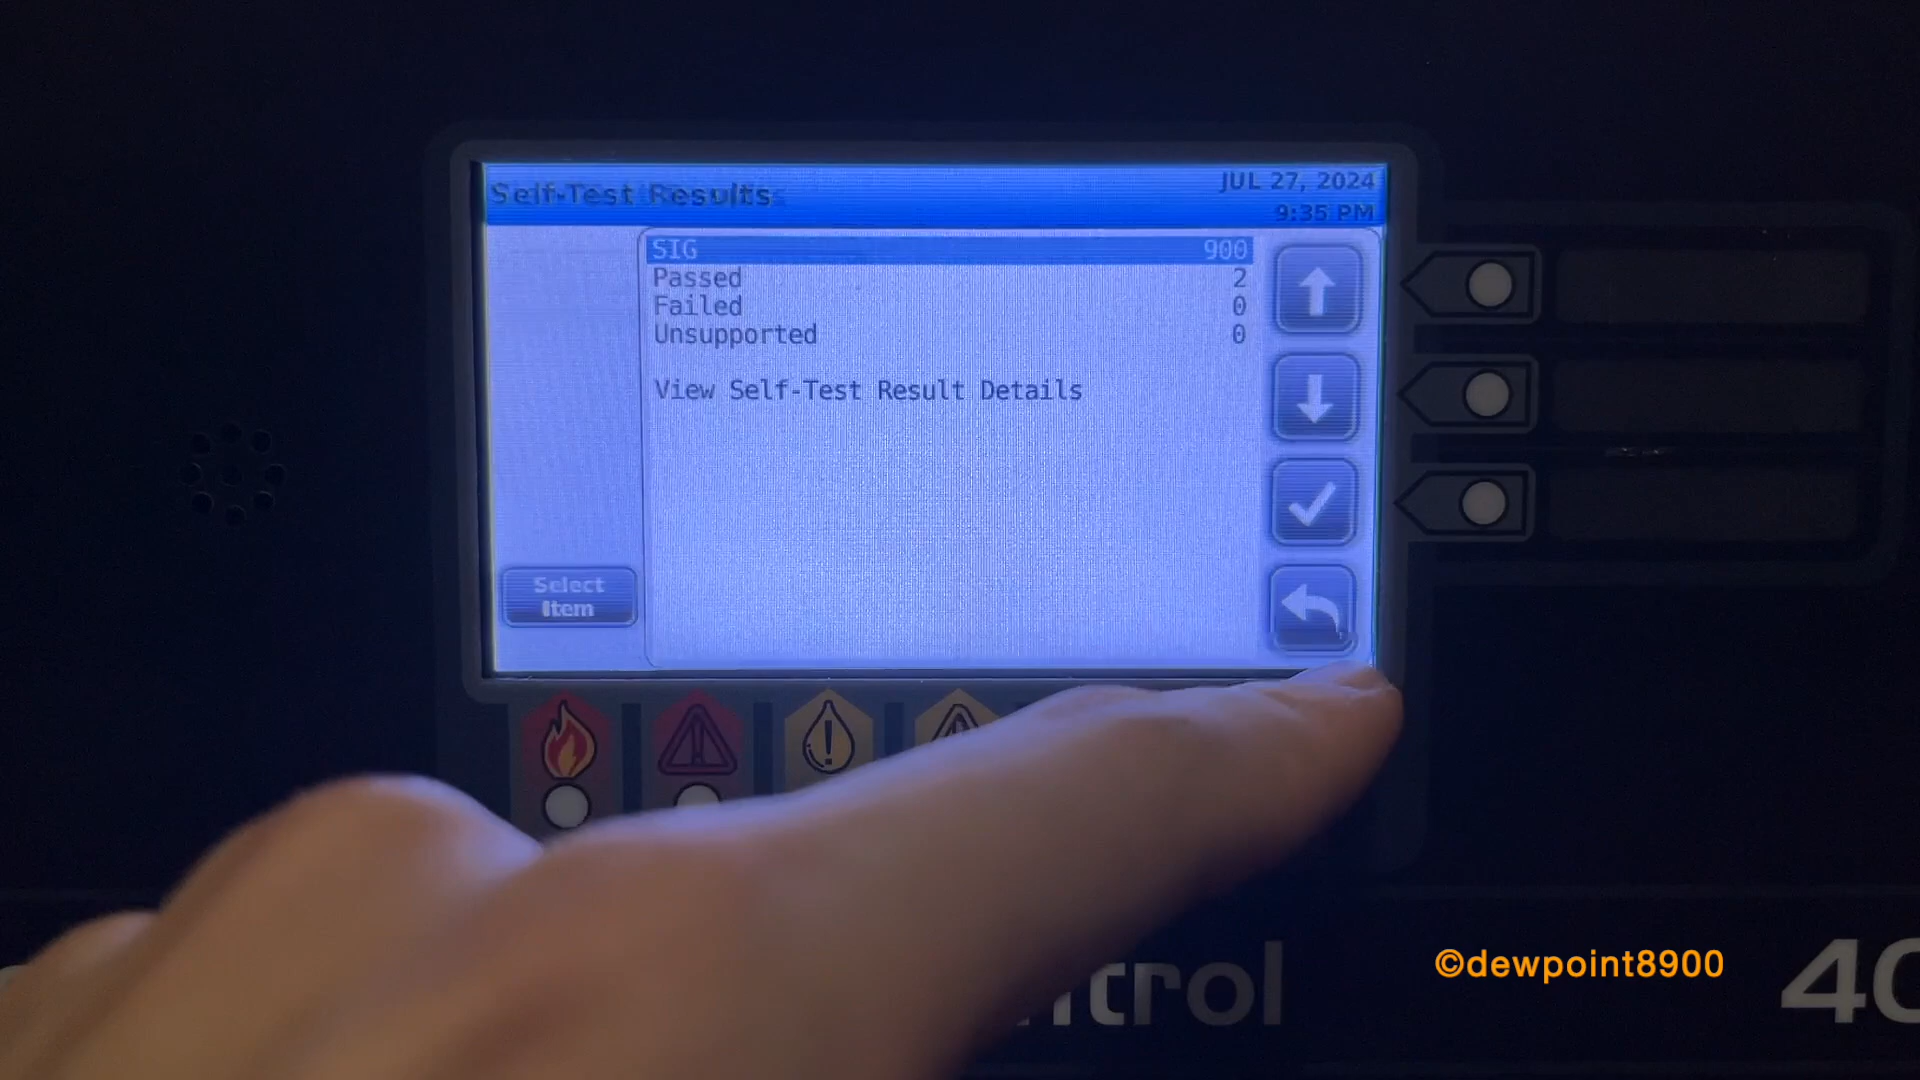 Self-Test Results
JUL 27, 2024
9:35 PM
SIG 900
Passed 2
Failed 0
Unsupported 0
View Self-Test Result Details
Select
Item
trol
©dewpoint8900
40